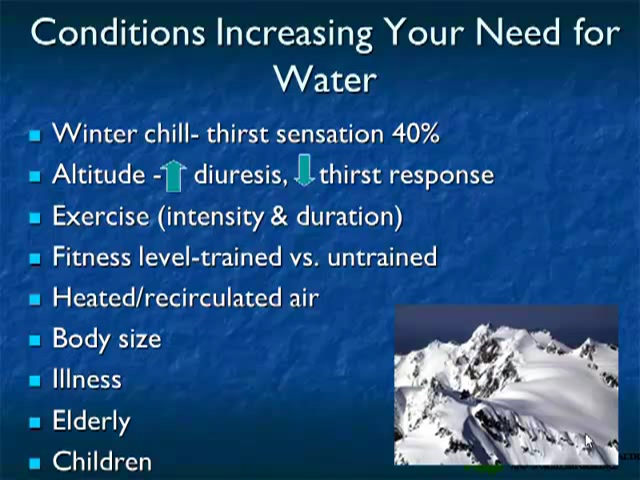 Conditions Increasing Your Need for
Water
Winter chill- thirst sensation 40%
Altitude - diuresis, thirst response
Exercise (intensity & duration)
Fitness level-trained vs. untrained
Heated/recirculated air
Body size
Illness
Elderly
Children